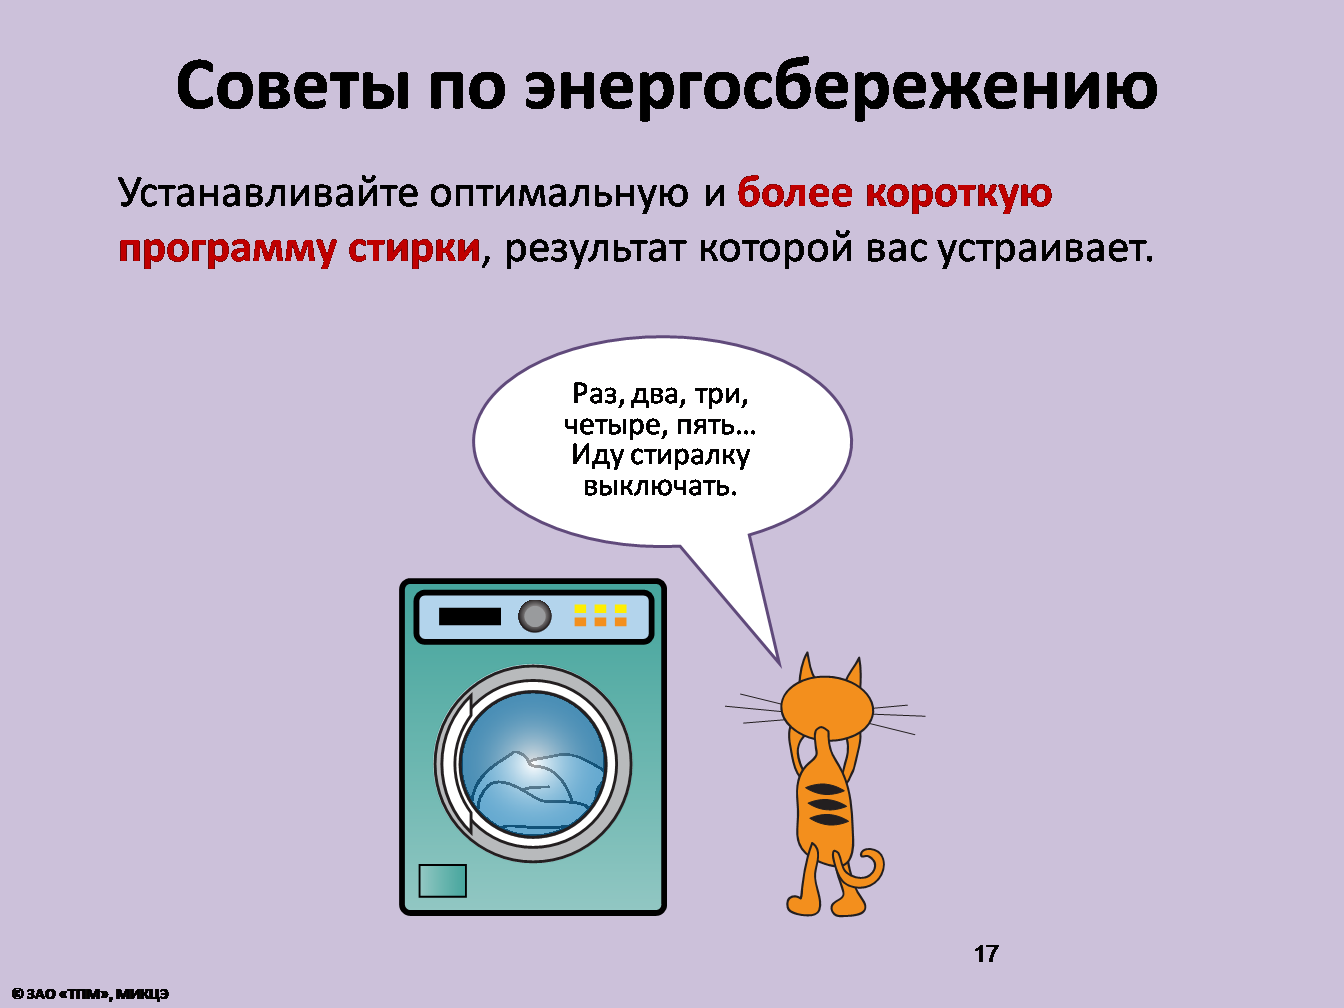 Советы по энергосбережению
Устанавливайте оптимальную и более короткую
программу стирки, результат которой вас устраивает.
Раз, два, три,
четыре, пять...
Иду стиралку
выключать.
17
© ЗАО «ТПМ», МИКЦЭ